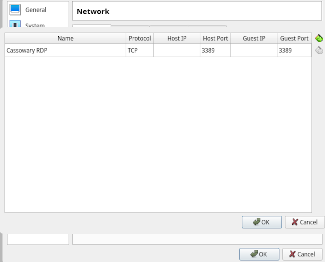 General
Network
System
Name Protocol Host IP Host Port Guest IP Guest Port
Cassowary RDP TCP 3389 3389
OK Cancel
OK Cancel